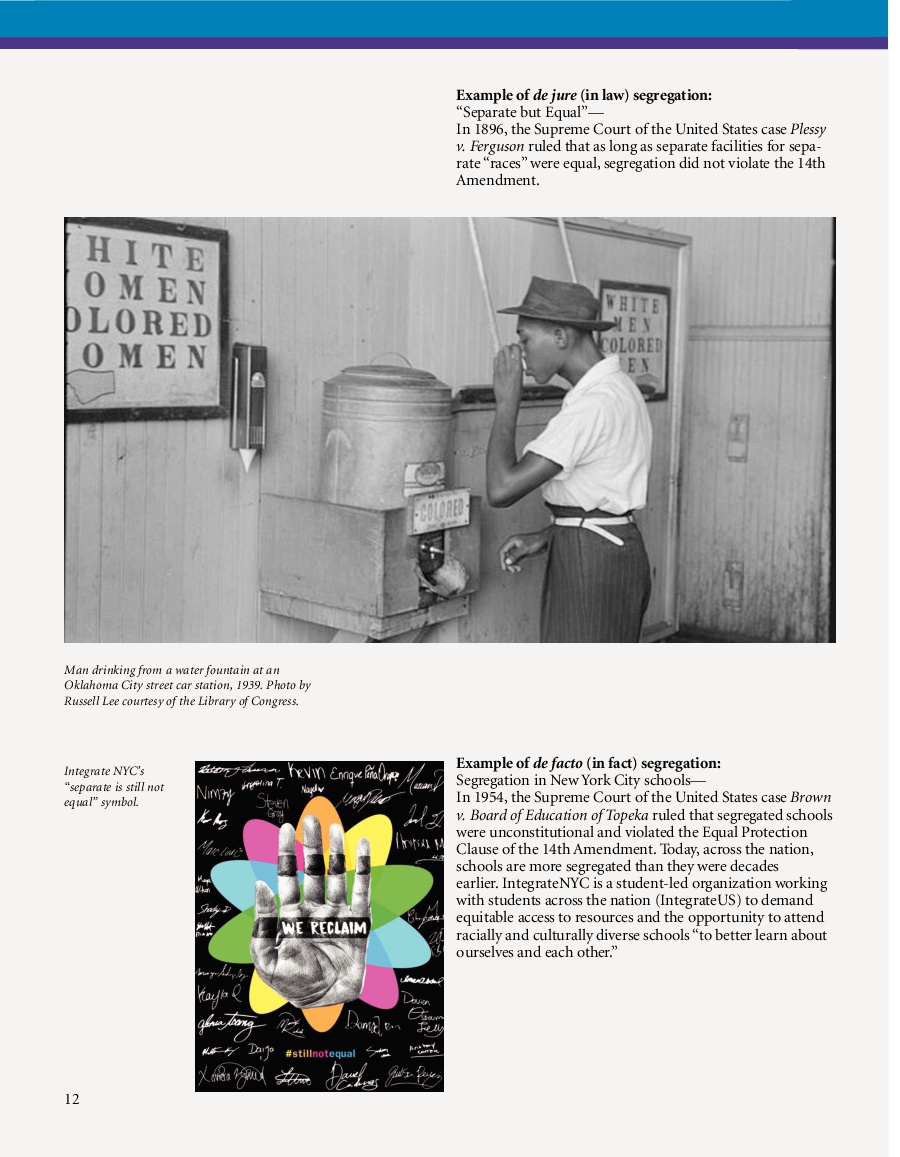 Example of de jure (in law) segregation:
“Separate but Equal”—
In 1896, the Supreme Court of the United States case Plessy
v. Ferguson ruled that as long as separate facilities for sepa-
rate “races” were equal, segregation did not violate the 14th
Amendment.
HITE
OMEN
OLORED
OMEN
WHITE
MEN
COLORED
EN
COLORED
Man drinking from a water fountain at an
Oklahoma City street car station, 1939. Photo by
Russell Lee courtesy of the Library of Congress.
Integrate NYC’s
“separate is still not
equal” symbol.
Kevin
Enrique Peña
Angelina T.
Nimzy
Steven
Nayeli
WE RECLAIM
Kayla
Davion
Daijo
#stillnotequal
Example of de facto (in fact) segregation:
Segregation in New York City schools—
In 1954, the Supreme Court of the United States case Brown
v. Board of Education of Topeka ruled that segregated schools
were unconstitutional and violated the Equal Protection
Clause of the 14th Amendment. Today, across the nation,
schools are more segregated than they were decades
earlier. IntegrateNYC is a student-led organization working
with students across the nation (IntegrateUS) to demand
equitable access to resources and the opportunity to attend
racially and culturally diverse schools “to better learn about
ourselves and each other.”
12